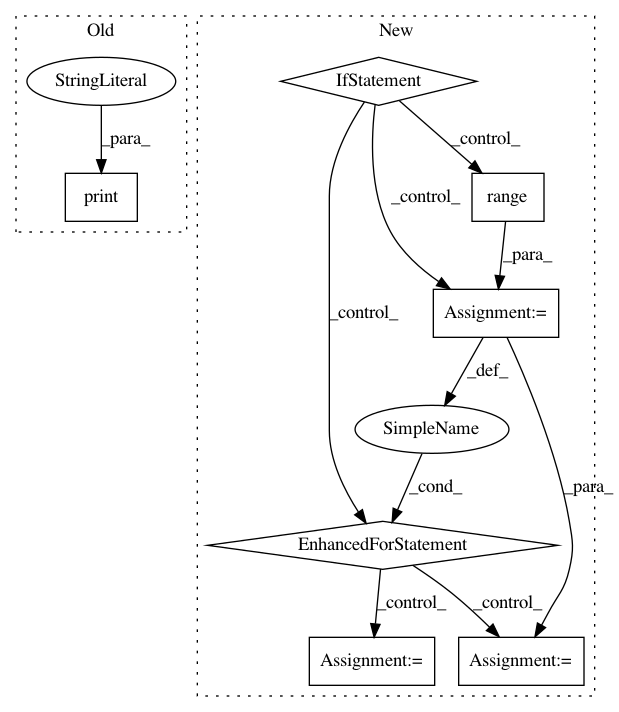 Old
New
StringLiteral
IfStatement
_para_
_control_
print
range
_control_
_para_
_control_
Assignment:=
_def_
SimpleName
_cond_
_para_
EnhancedForStatement
_control_
_control_
Assignment:=
Assignment:=